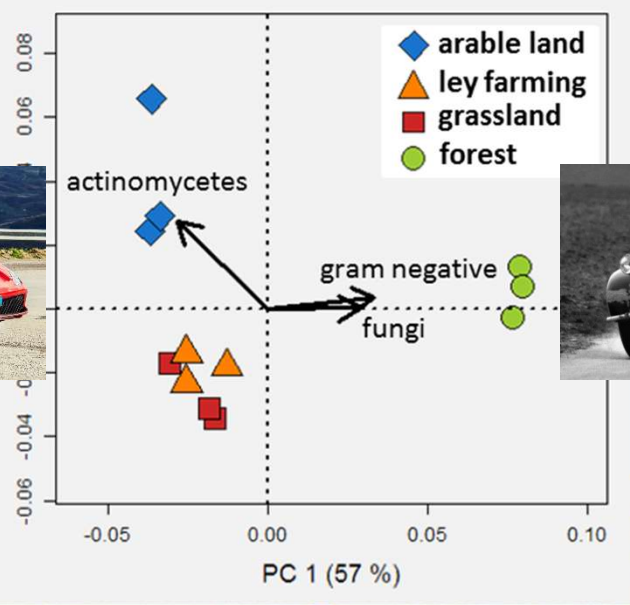 0.08
0.06
-0.04
-0.06
arable land
ley farming
grassland
forest
actinomycetes
gram negative
fungi
-0.05
0.00
0.05
0.10
PC 1 (57 %)